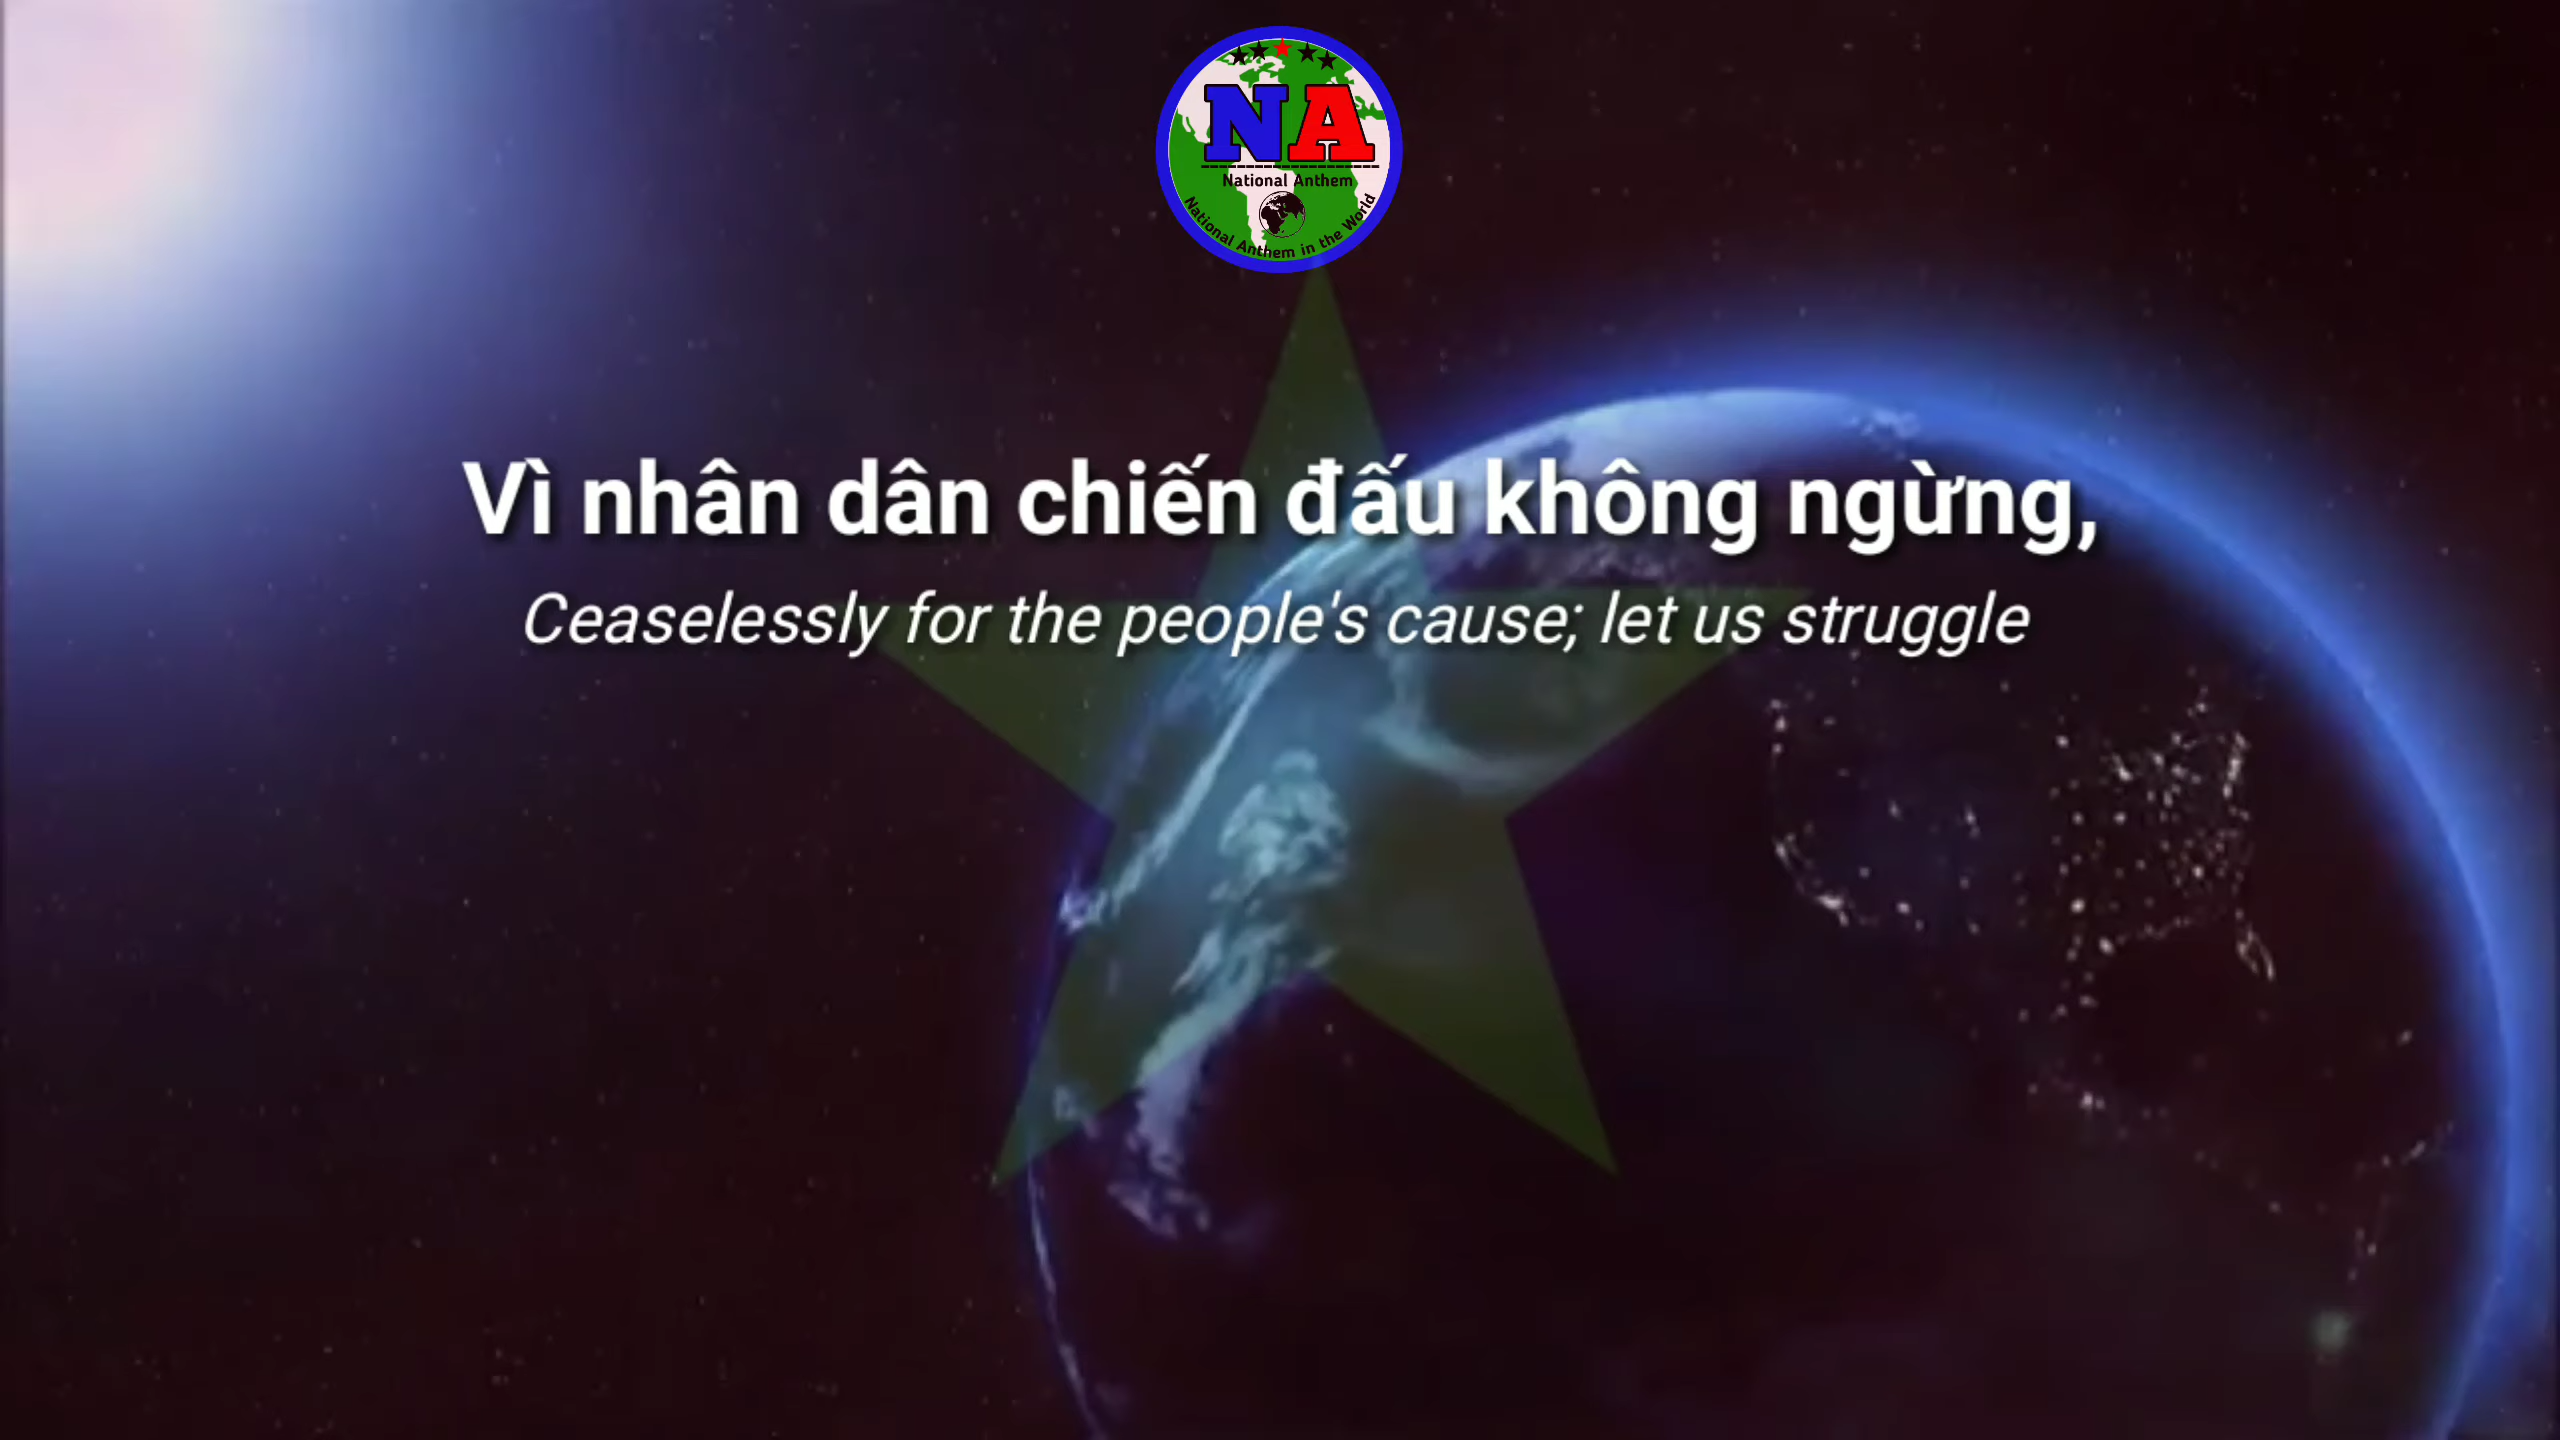 NA
National Anthem
National Anthem in the World
Vì nhân dân chiến đấu không ngừng,
Ceaselessly for the people's cause; let us struggle